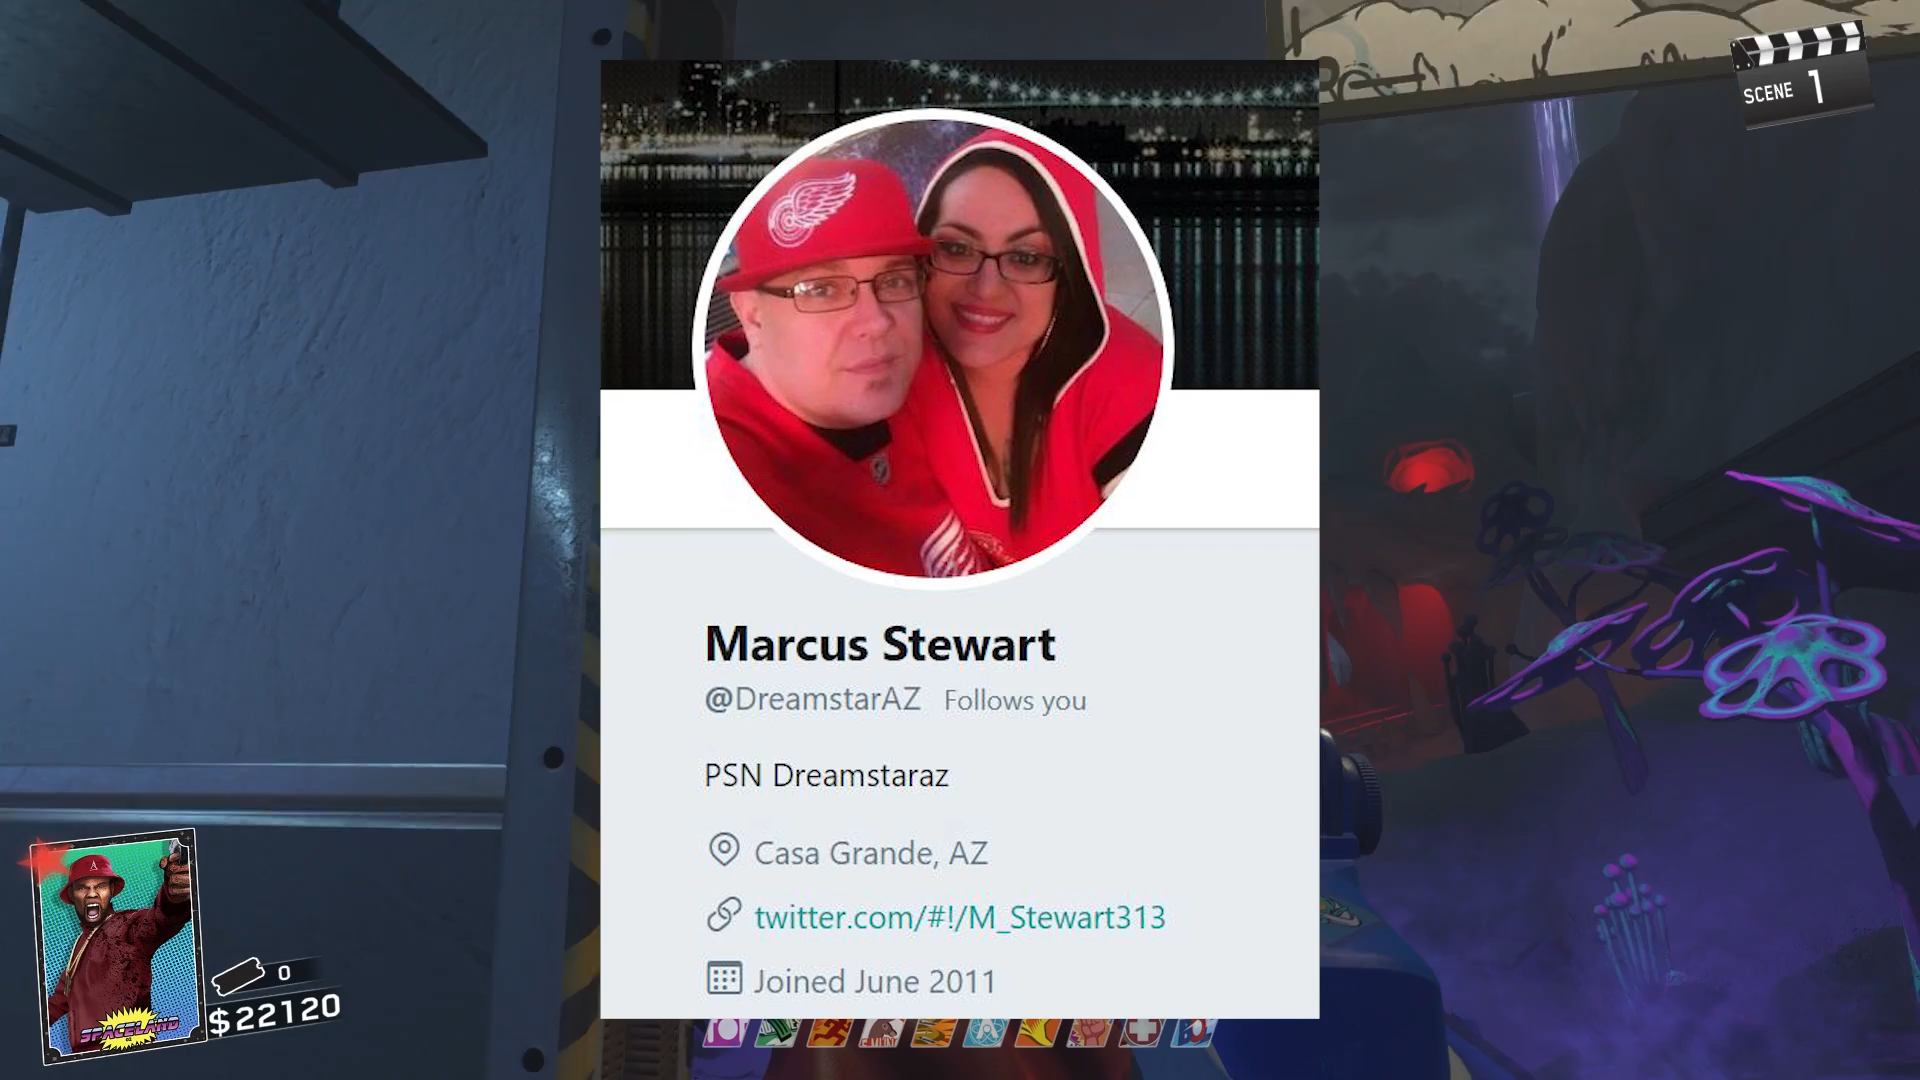 SCENE 1
Marcus Stewart
@DreamstarAZ Follows you
PSN Dreamstaraz
Casa Grande, AZ
twitter.com/#!/M_Stewart313
Joined June 2011
SPACELAND
0
$22120